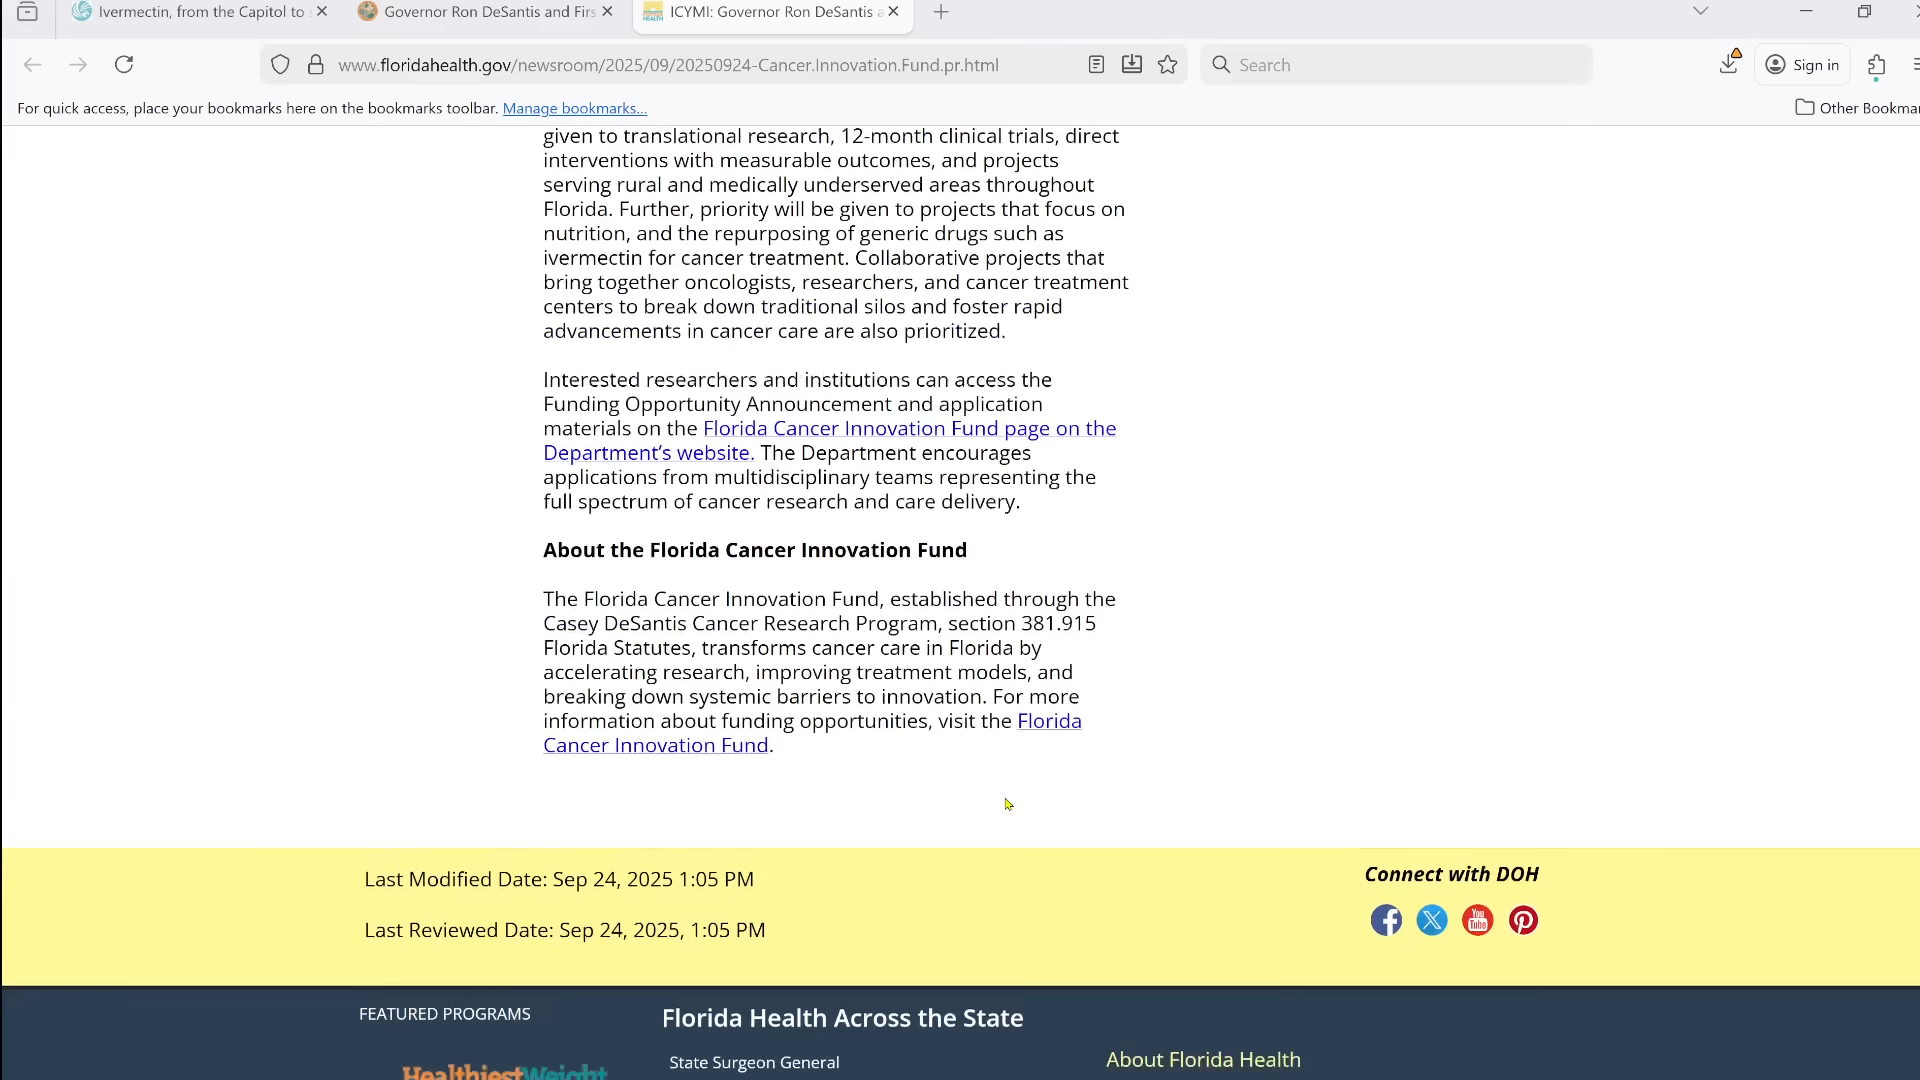 Ivermectin, from the Capitol to
Governor Ron DeSantis and Firs
ICYMI: Governor Ron DeSantis a
www.floridahealth.gov/newsroom/2025/09/20250924-Cancer.Innovation.Fund.pr.html
Search
Sign in
For quick access, place your bookmarks here on the bookmarks toolbar. Manage bookmarks...
Other Bookmar
given to translational research, 12-month clinical trials, direct
interventions with measurable outcomes, and projects
serving rural and medically underserved areas throughout
Florida. Further, priority will be given to projects that focus on
nutrition, and the repurposing of generic drugs such as
ivermectin for cancer treatment. Collaborative projects that
bring together oncologists, researchers, and cancer treatment
centers to break down traditional silos and foster rapid
advancements in cancer care are also prioritized.
Interested researchers and institutions can access the
Funding Opportunity Announcement and application
materials on the Florida Cancer Innovation Fund page on the
Department’s website. The Department encourages
applications from multidisciplinary teams representing the
full spectrum of cancer research and care delivery.
About the Florida Cancer Innovation Fund
The Florida Cancer Innovation Fund, established through the
Casey DeSantis Cancer Research Program, section 381.915
Florida Statutes, transforms cancer care in Florida by
accelerating research, improving treatment models, and
breaking down systemic barriers to innovation. For more
information about funding opportunities, visit the Florida
Cancer Innovation Fund.
Last Modified Date: Sep 24, 2025 1:05 PM
Last Reviewed Date: Sep 24, 2025, 1:05 PM
Connect with DOH
You
Tube
FEATURED PROGRAMS
Florida Health Across the State
State Surgeon General
About Florida Health
HealthiestWeight